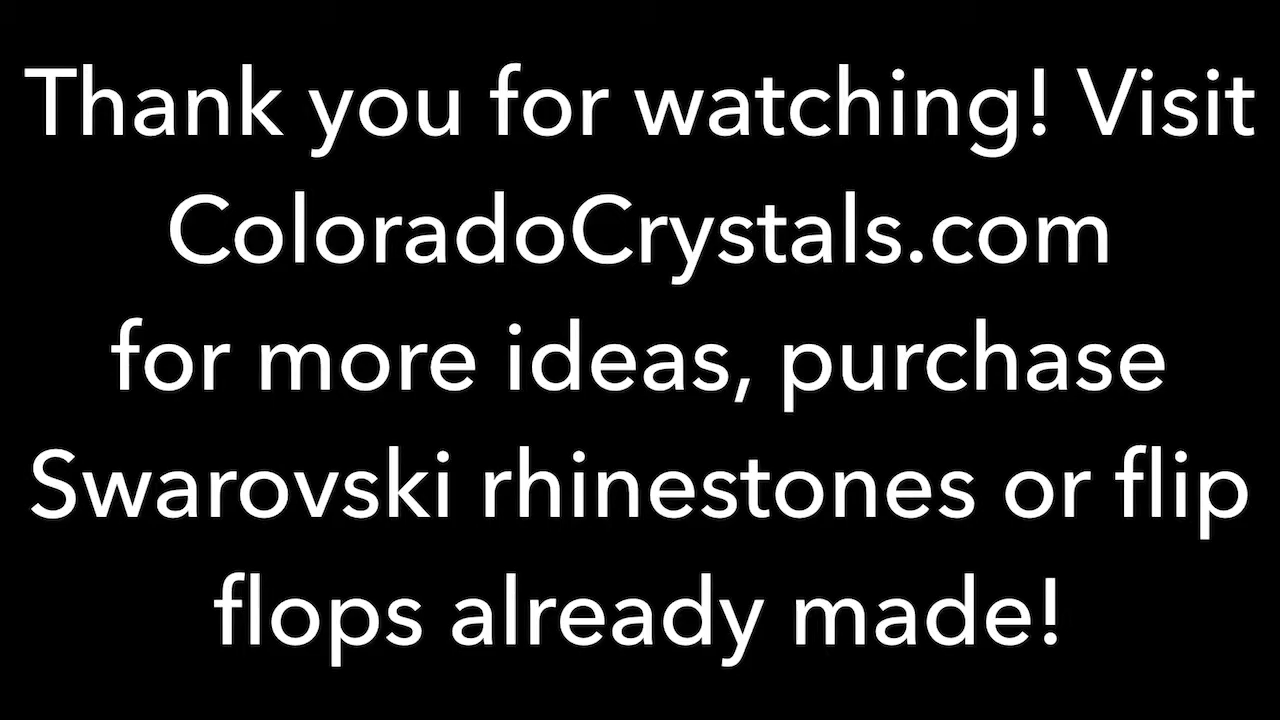 Thank you for watching! Visit
ColoradoCrystals.com
for more ideas, purchase
Swarovski rhinestones or flip
flops already made!